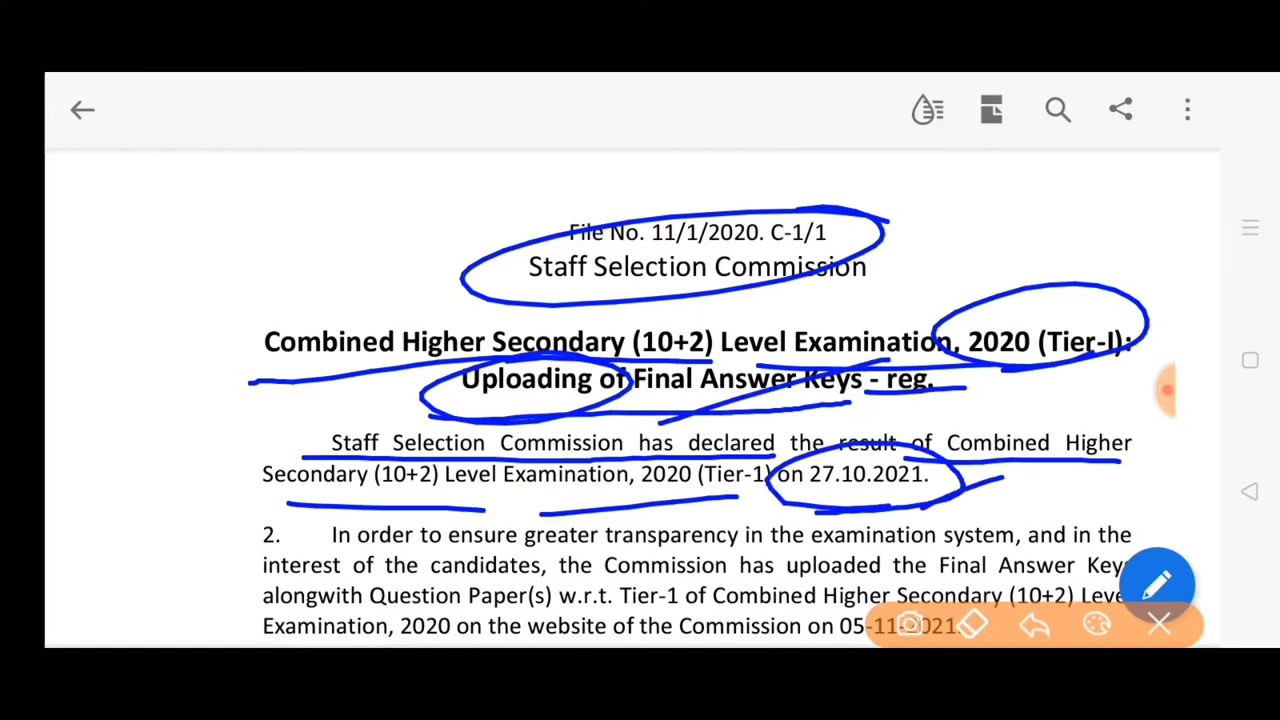 File No. 11/1/2020. C-1/1
Staff Selection Commission
Combined Higher Secondary (10+2) Level Examination, 2020 (Tier-I):
Uploading of Final Answer Keys - reg.
Staff Selection Commission has declared the result of Combined Higher
Secondary (10+2) Level Examination, 2020 (Tier-1) on 27.10.2021.
2. In order to ensure greater transparency in the examination system, and in the
interest of the candidates, the Commission has uploaded the Final Answer Keys
alongwith Question Paper(s) w.r.t. Tier-1 of Combined Higher Secondary (10+2) Level
Examination, 2020 on the website of the Commission on 05-11-2021.